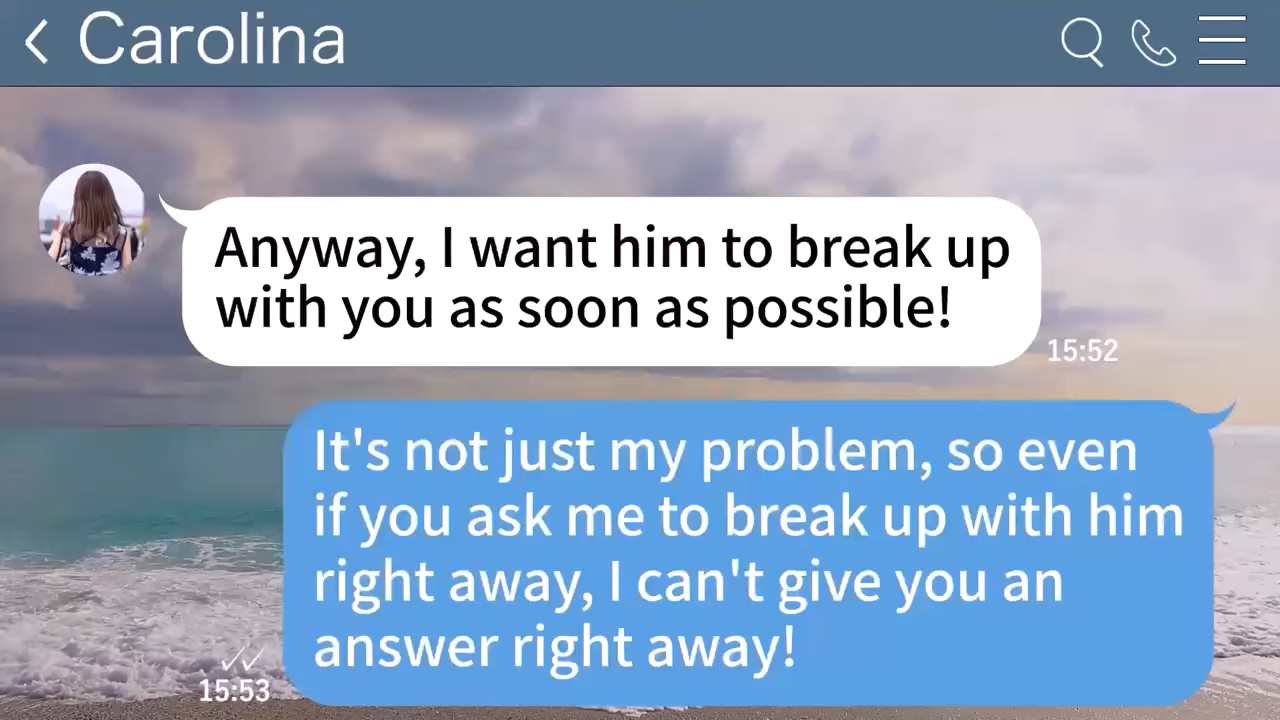 Carolina
Anyway, I want him to break up
with you as soon as possible!
15:52
It's not just my problem, so even
if you ask me to break up with him
right away, I can't give you an
answer right away!
15:53